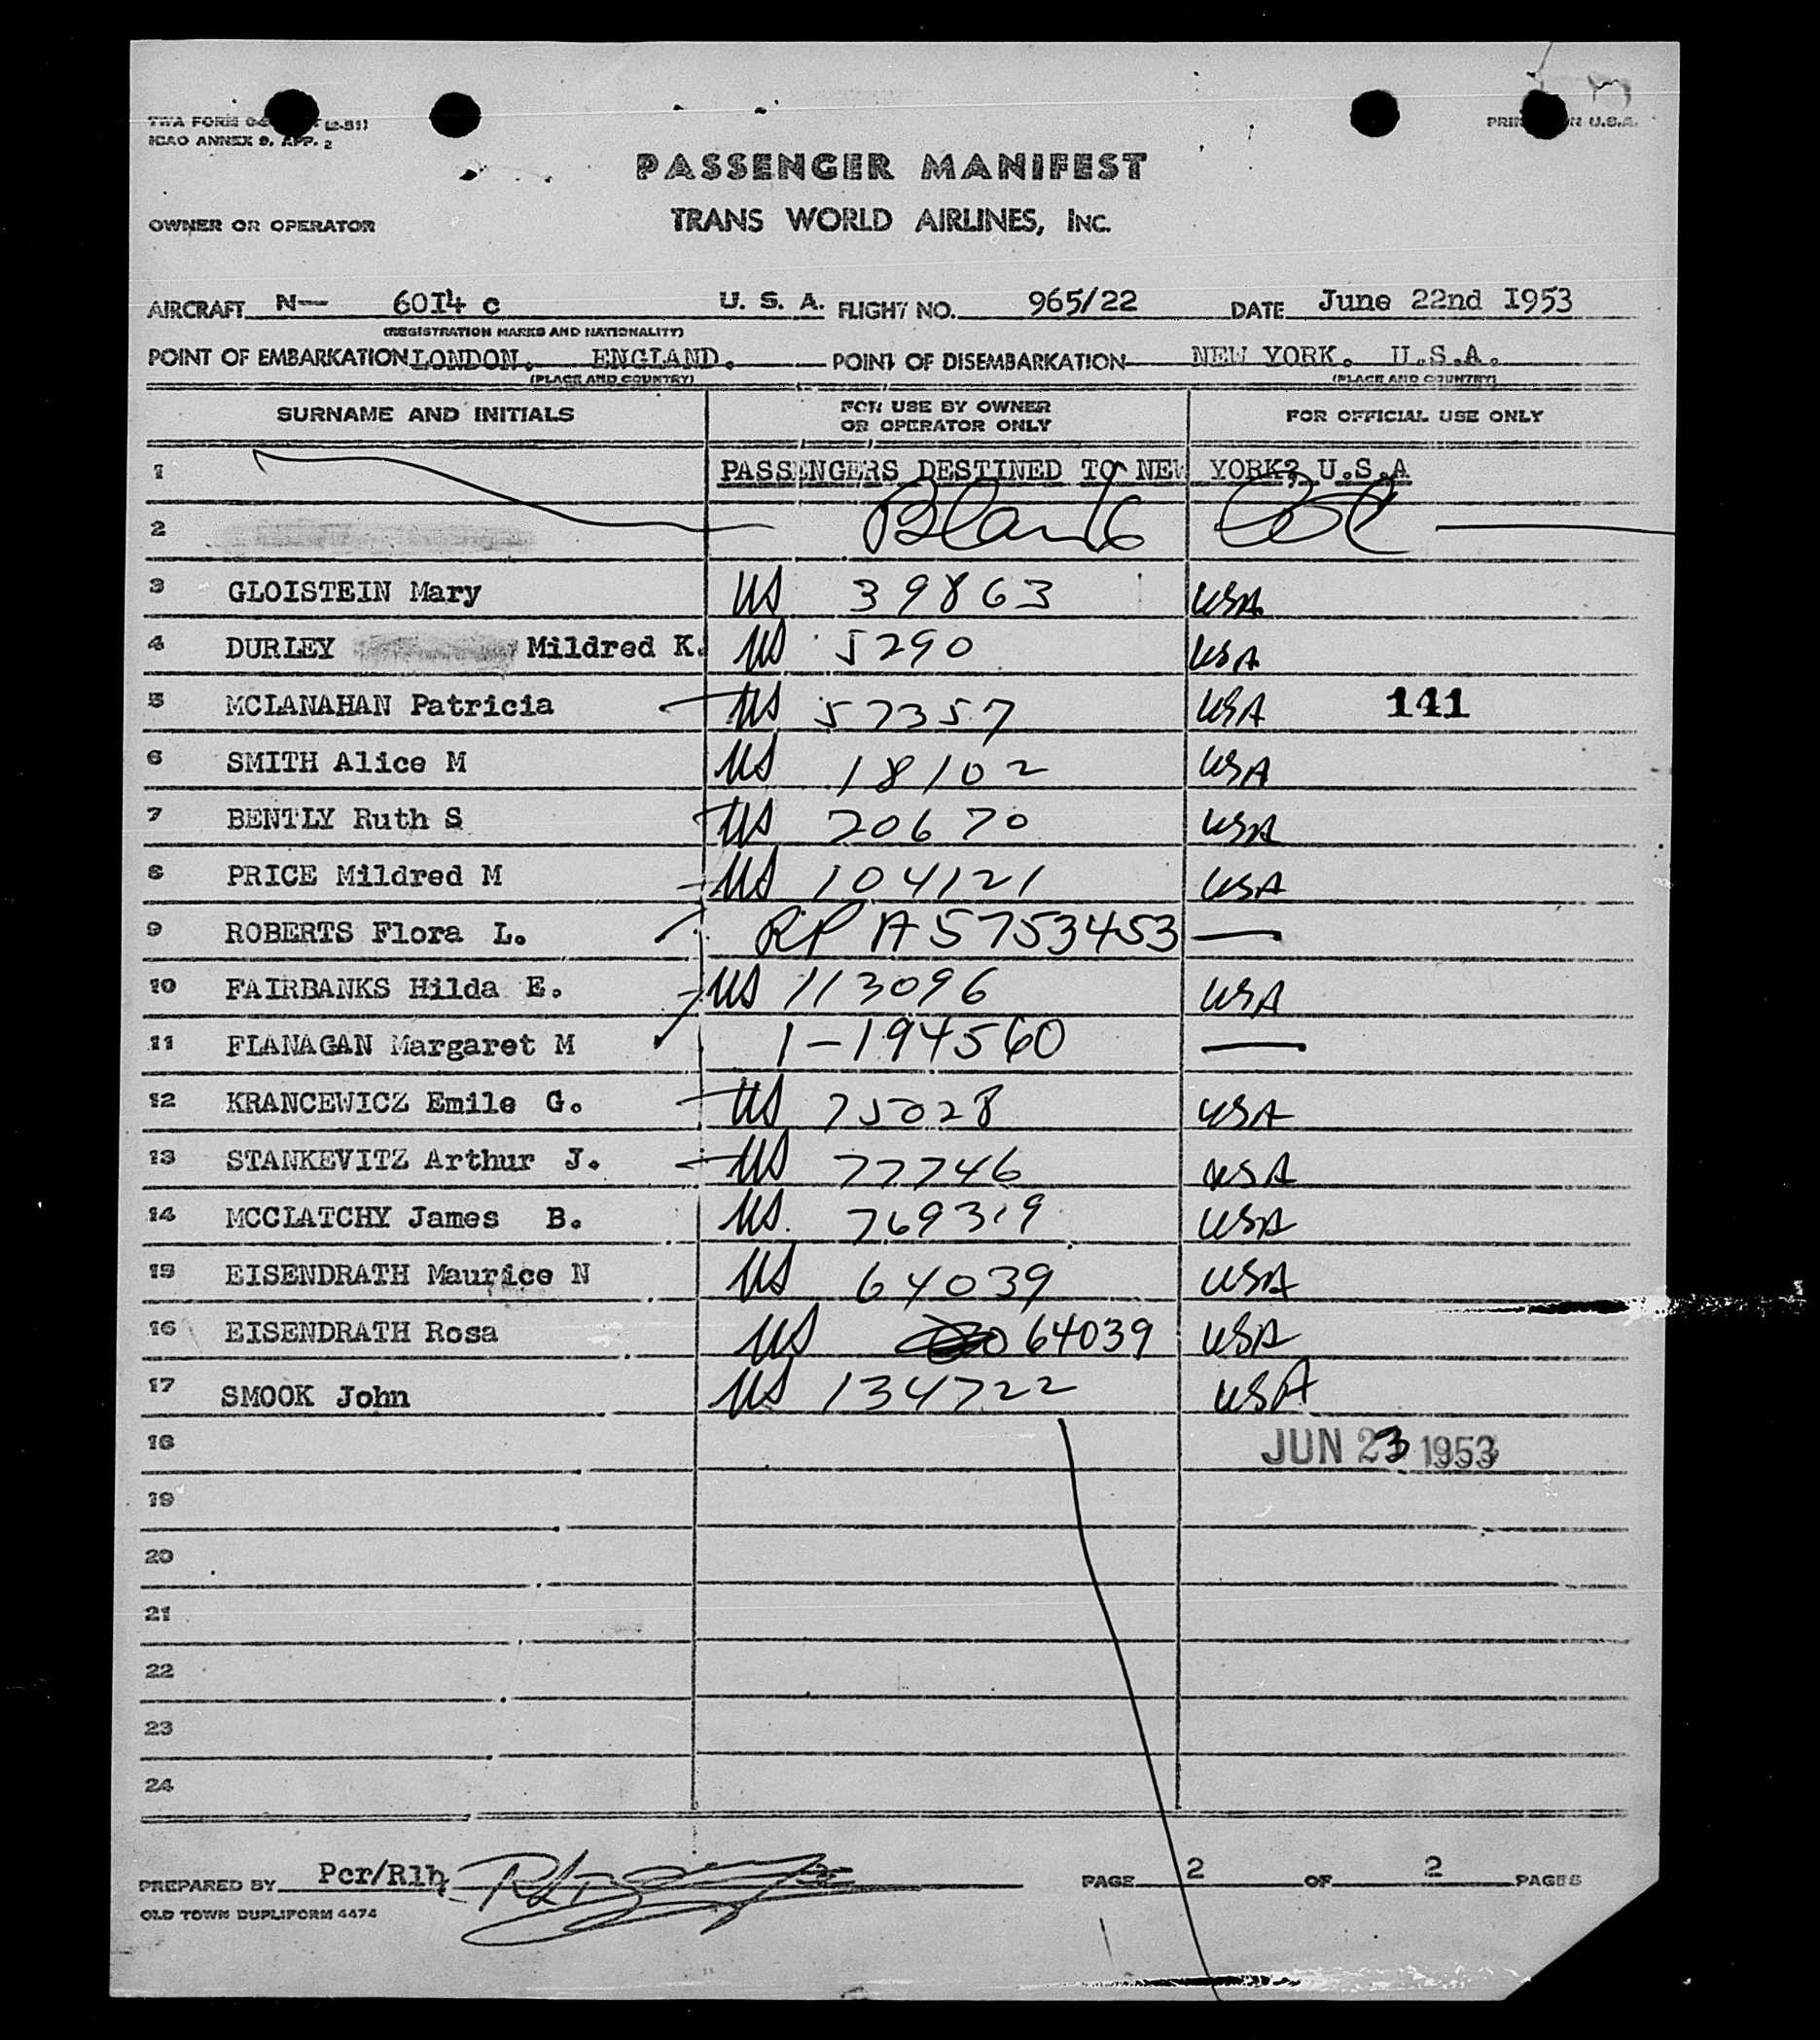 TWA FORM (2-51)
ICAO ANNEX 9, APP. 2
PRINTED IN U.S.A.
PASSENGER MANIFEST
OWNER OR OPERATOR TRANS WORLD AIRLINES, INC.
AIRCRAFT N— 6014 c U. S. A. FLIGHT NO. 965/22 DATE June 22nd 1953
(REGISTRATION MARKS AND NATIONALITY)
POINT OF EMBARKATION LONDON. ENGLAND. POINT OF DISEMBARKATION NEW YORK. U.S.A.
(PLACE AND COUNTRY) (PLACE AND COUNTRY)
SURNAME AND INITIALS FOR USE BY OWNER OR OPERATOR ONLY FOR OFFICIAL USE ONLY
1 PASSENGERS DESTINED TO NEW YORK, U.S.A
2 Blank
3 GLOISTEIN Mary US 39863 USA
4 DURLEY Mildred K. US 5290 USA
5 MCLANAHAN Patricia US 57357 USA 141
6 SMITH Alice M US 18102 USA
7 BENTLY Ruth S US 20670 USA
8 PRICE Mildred M US 104121 USA
9 ROBERTS Flora L. RP A5753453 —
10 FAIRBANKS Hilda E. US 113096 USA
11 FLANAGAN Margaret M 1-194560 —
12 KRANCEWICZ Emile G. US 75028 USA
13 STANKEVITZ Arthur J. US 77746 USA
14 MCCLATCHY James B. US. 769319 USA
15 EISENDRATH Maurice N US 64039 USA
16 EISENDRATH Rosa US 64039 USA
17 SMOOK John US 134722 USA
18 JUN 23 1953
19
20
21
22
23
24
PREPARED BY Pcr/Rlh PAGE 2 OF 2 PAGES
OLD TOWN DUPLIFORM 4474